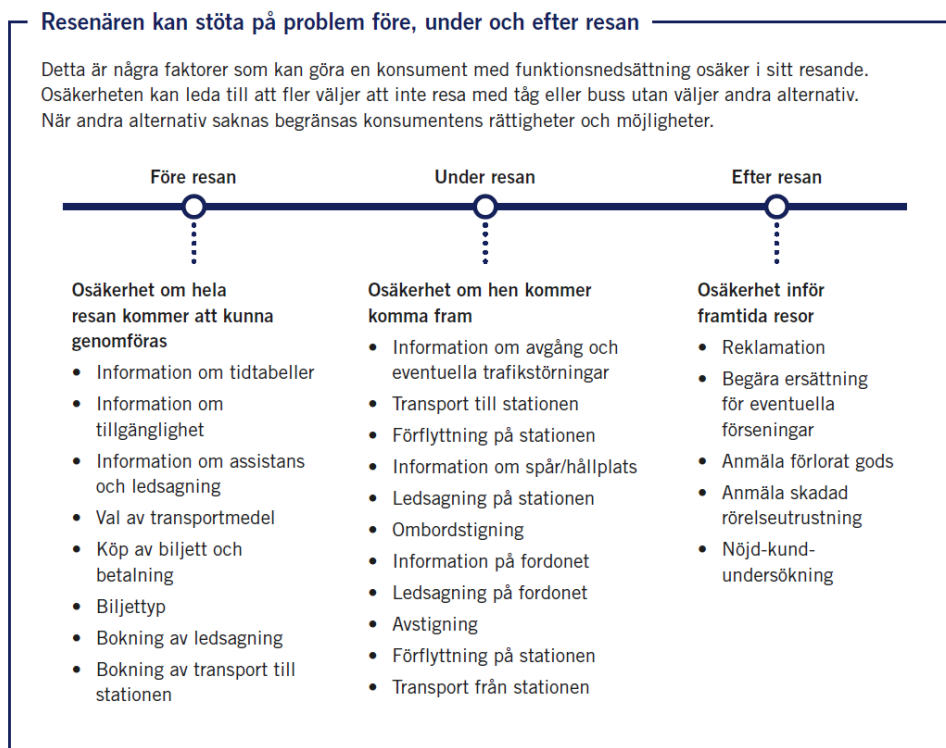 Resenären kan stöta på problem före, under och efter resan
Detta är några faktorer som kan göra en konsument med funktionsnedsättning osäker i sitt resande.
Osäkerheten kan leda till att fler väljer att inte resa med tåg eller buss utan väljer andra alternativ.
När andra alternativ saknas begränsas konsumentens rättigheter och möjligheter.
Före resan
Under resan
Efter resan
Osäkerhet om hela
resan kommer att kunna
genomföras
• Information om tidtabeller
• Information om
tillgänglighet
• Information om assistans
och ledsagning
• Val av transportmedel
• Köp av biljett och
betalning
• Biljettyp
• Bokning av ledsagning
• Bokning av transport till
stationen
Osäkerhet om hen kommer
komma fram
• Information om avgång och
eventuella trafikstörningar
• Transport till stationen
• Förflyttning på stationen
• Information om spår/hållplats
• Ledsagning på stationen
• Ombordstigning
• Information på fordonet
• Ledsagning på fordonet
• Avstigning
• Förflyttning på stationen
• Transport från stationen
Osäkerhet inför
framtida resor
• Reklamation
• Begära ersättning
för eventuella
förseningar
• Anmäla förlorat gods
• Anmäla skadad
rörelseutrustning
• Nöjd-kund-
undersökning